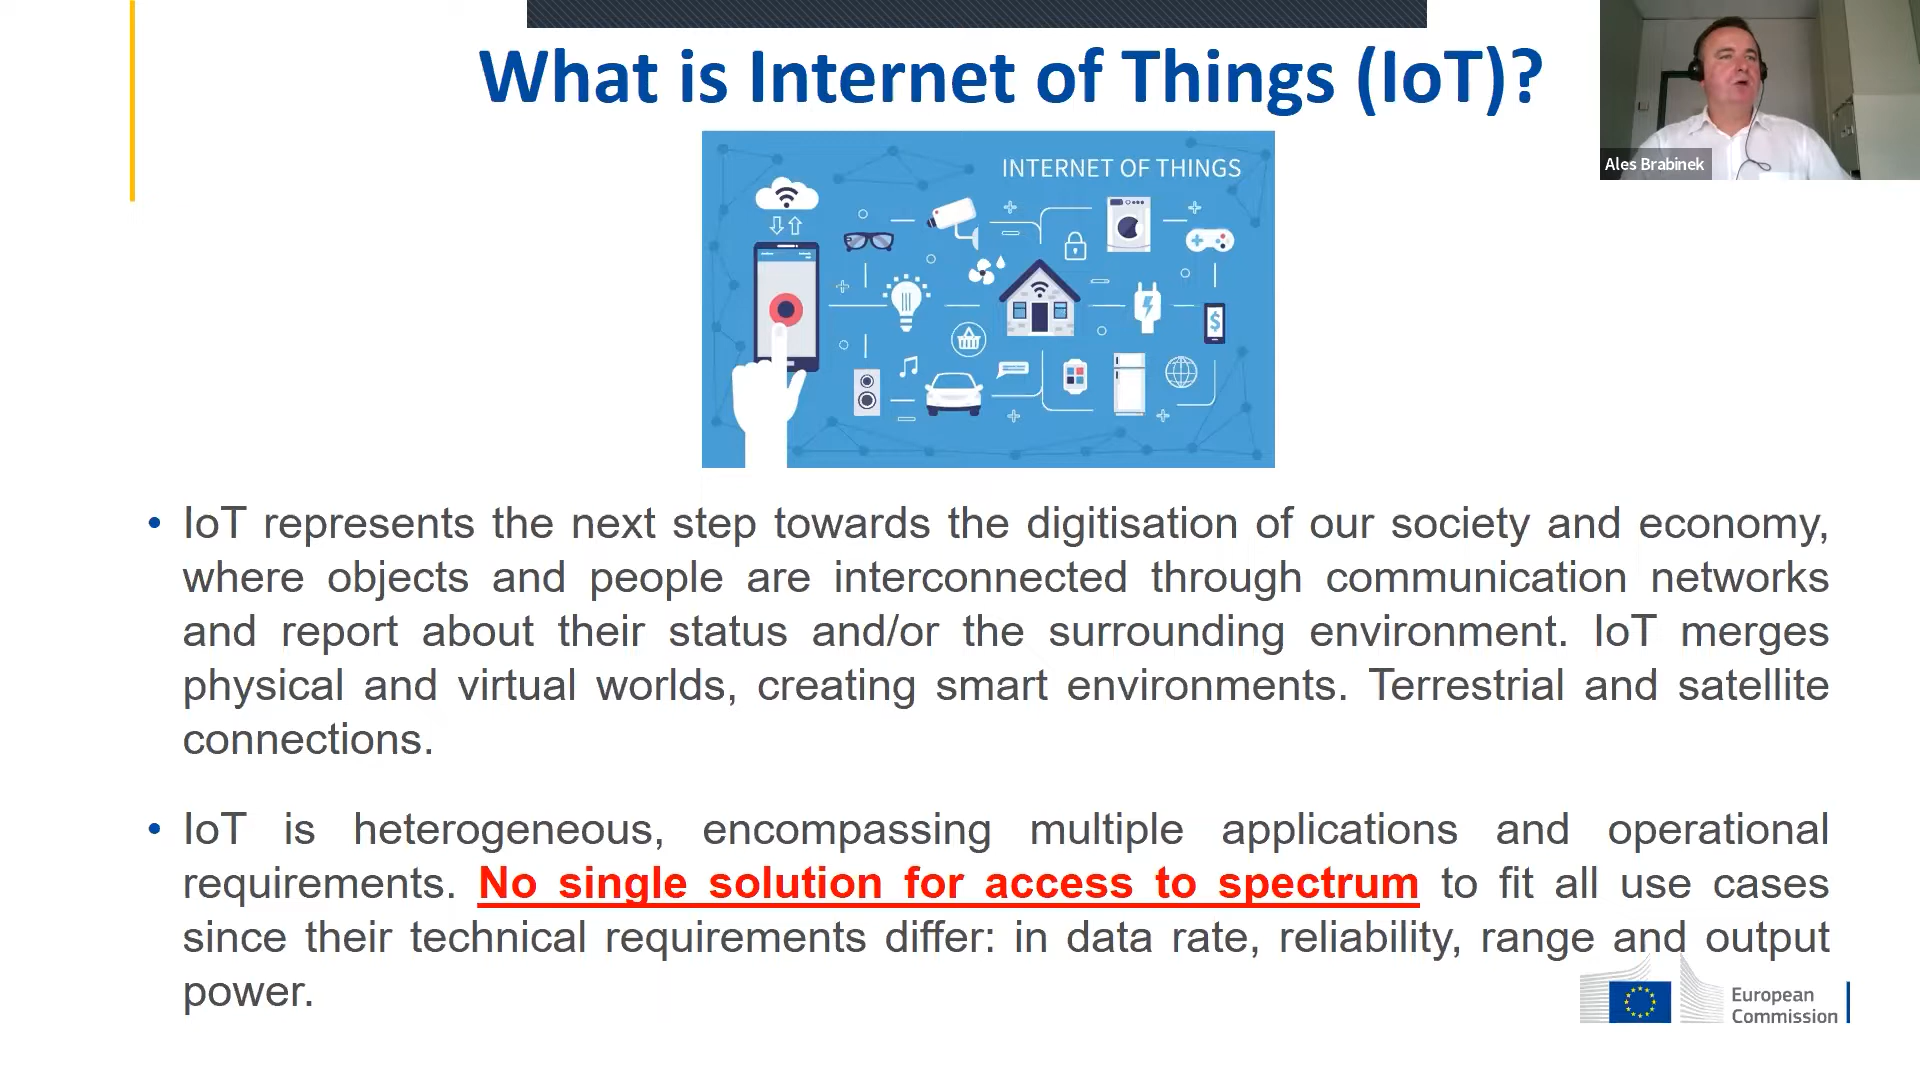 What is Internet of Things (IoT)?
Ales Brabinek
INTERNET OF THINGS
$
• IoT represents the next step towards the digitisation of our society and economy,
where objects and people are interconnected through communication networks
and report about their status and/or the surrounding environment. IoT merges
physical and virtual worlds, creating smart environments. Terrestrial and satellite
connections.
• IoT is heterogeneous, encompassing multiple applications and operational
requirements. No single solution for access to spectrum to fit all use cases
since their technical requirements differ: in data rate, reliability, range and output
power.
European
Commission